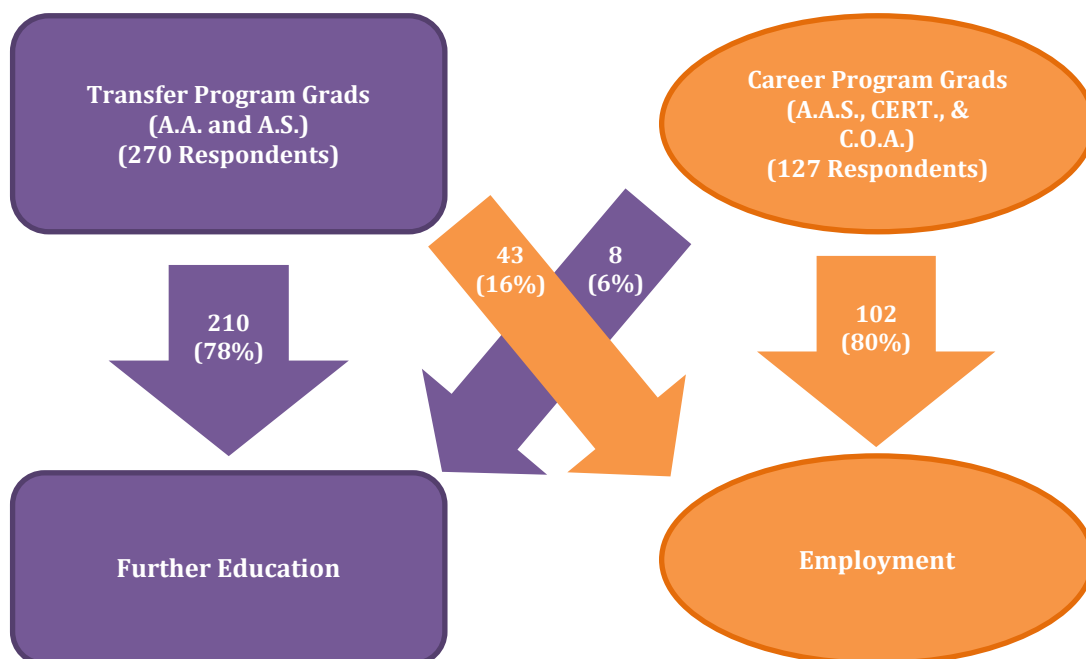 Transfer Program Grads
(A.A. and A.S.)
(270 Respondents)
Career Program Grads
(A.A.S., CERT., &
C.O.A.)
(127 Respondents)
210
(78%)
43
(16%)
8
(6%)
102
(80%)
Further Education
Employment